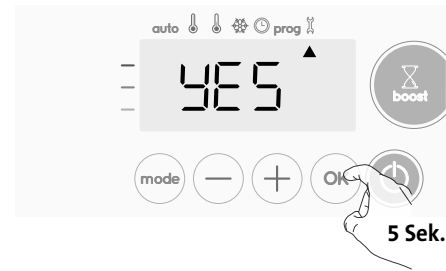 auto prog
YES
boost
mode − + OK
5 Sek.